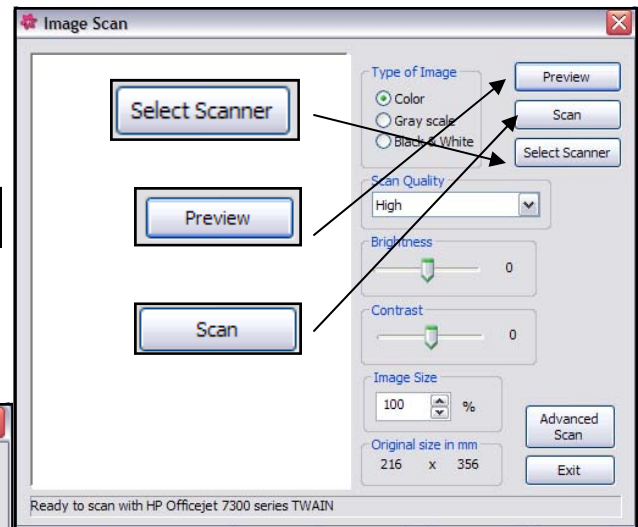 Image Scan
Select Scanner
Preview
Scan
Type of Image
Color
Gray scale
Black & White
Preview
Scan
Select Scanner
Scan Quality
High
Brightness
0
Contrast
0
Image Size
100 %
Original size in mm
216 x 356
Advanced
Scan
Exit
Ready to scan with HP Officejet 7300 series TWAIN